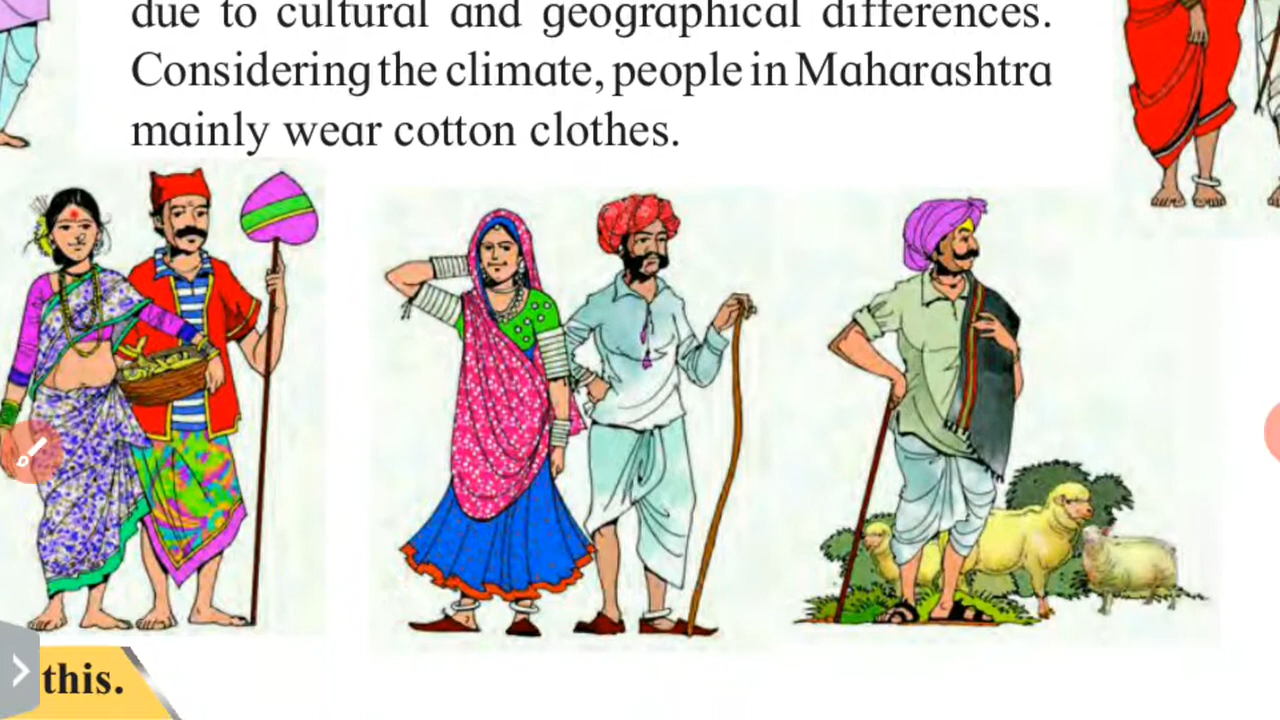 due to cultural and geographical differences.
Considering the climate, people in Maharashtra
mainly wear cotton clothes.
this.